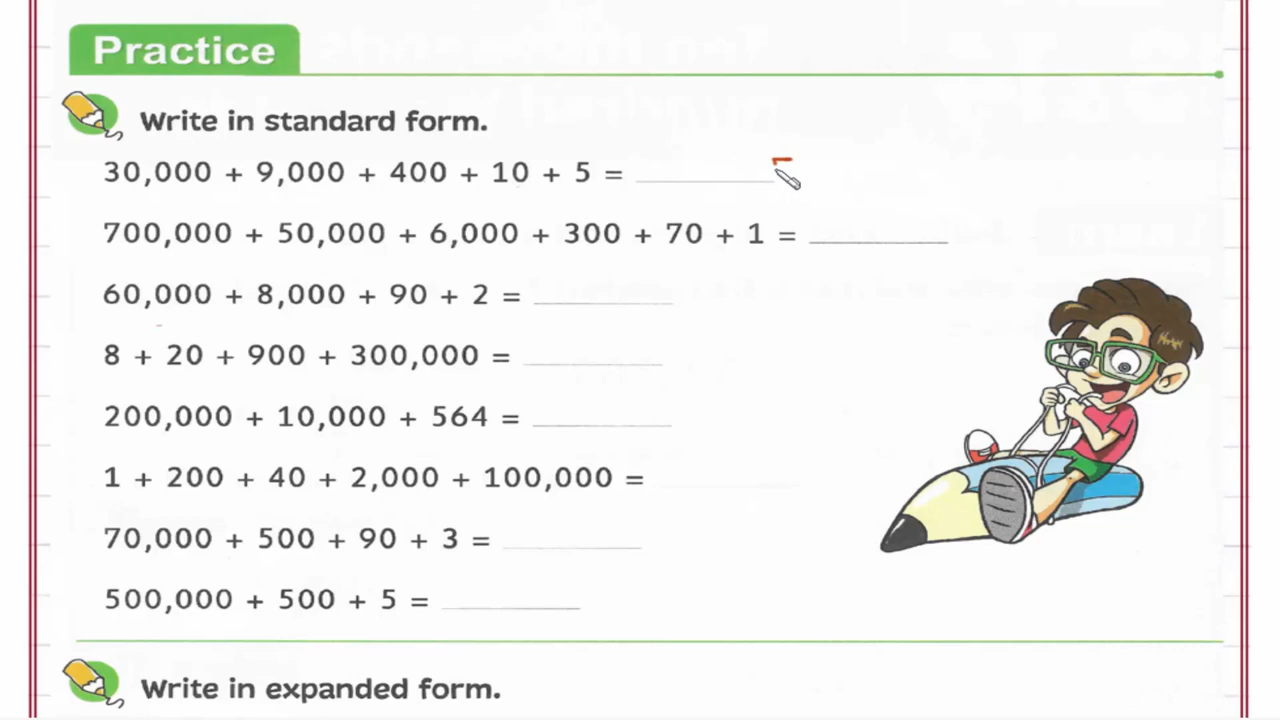 Practice
Write in standard form.
30,000 + 9,000 + 400 + 10 + 5 =
700,000 + 50,000 + 6,000 + 300 + 70 + 1 =
60,000 + 8,000 + 90 + 2 =
8 + 20 + 900 + 300,000 =
200,000 + 10,000 + 564 =
1 + 200 + 40 + 2,000 + 100,000 =
70,000 + 500 + 90 + 3 =
500,000 + 500 + 5 =
Write in expanded form.